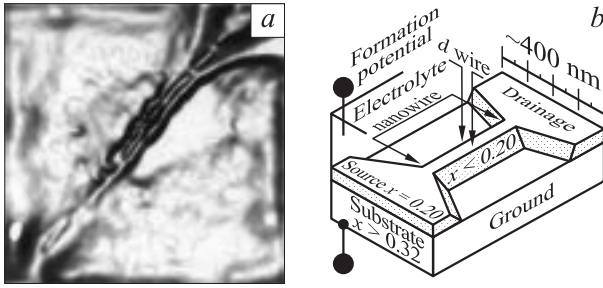 a
b
Formation
potential
Electrolyte
nanowire
d wire
~400 nm
Drainage
x < 0.20
Source x = 0.20
Substrate
x > 0.32
Ground